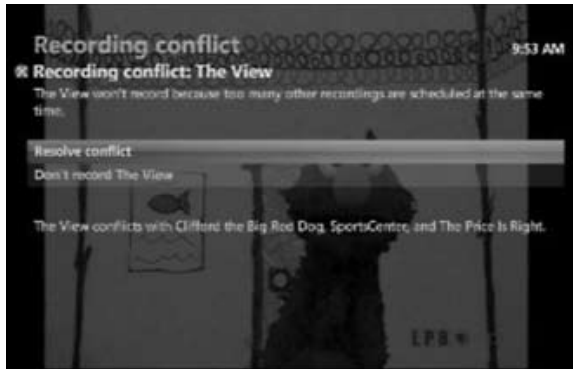 Recording conflict
9:53 AM
Recording conflict: The View
The View won't record because too many other recordings are scheduled at the same
time.
Resolve conflict
Don't record The View
The View conflicts with Clifford the Big Red Dog, SportsCenter, and The Price Is Right.
LPB